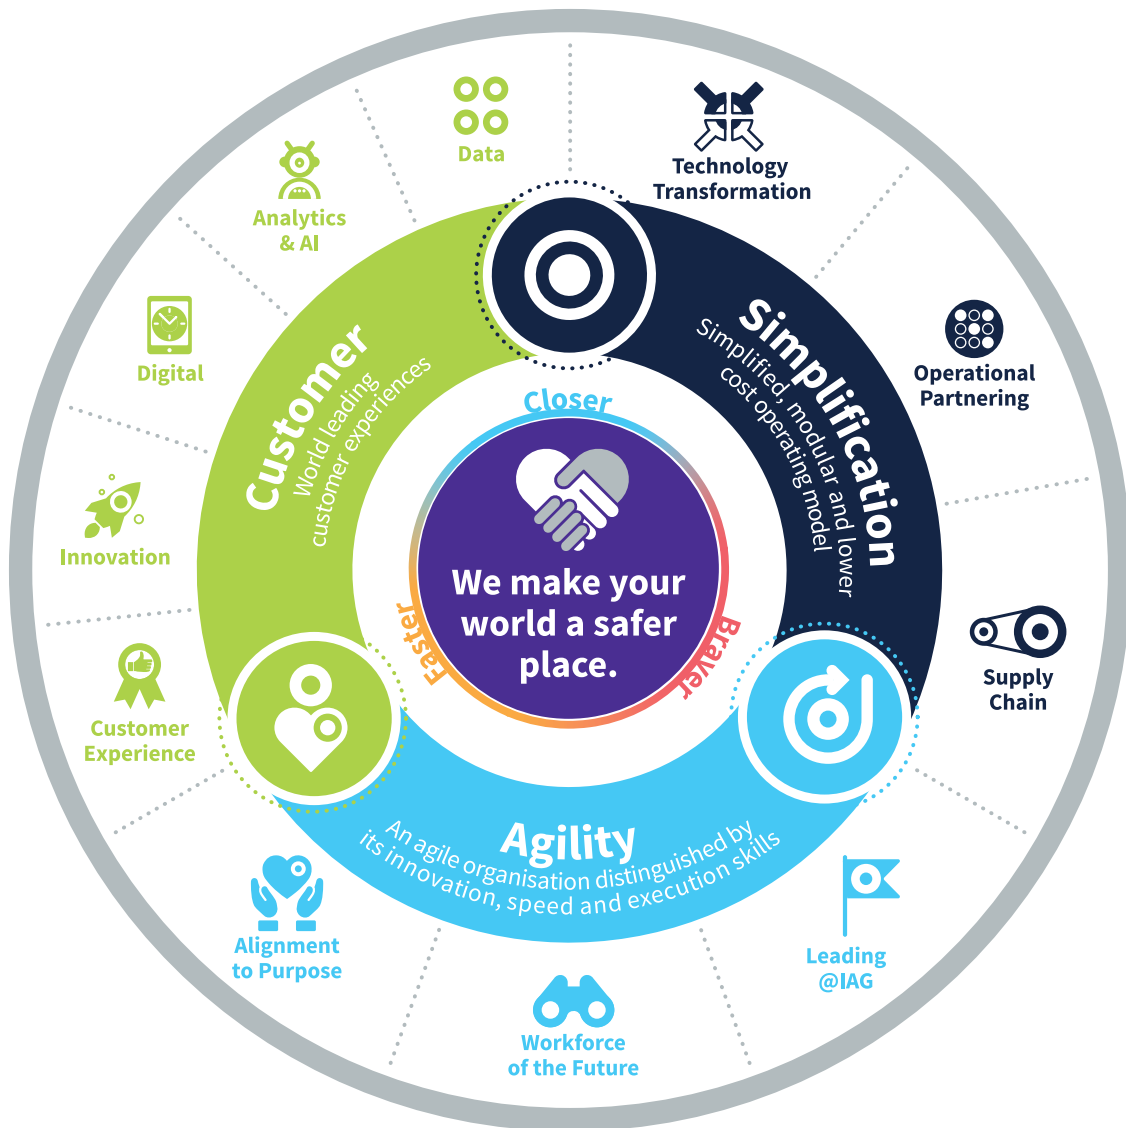 Data
Technology
Transformation
Analytics
& AI
Digital
Operational
Partnering
Innovation
Customer
Experience
Supply
Chain
Customer
World leading
customer experiences
Simplification
Simplified, modular and lower
cost operating model
Closer
Faster
Braver
We make your
world a safer
place.
Agility
An agile organisation distinguished by
its innovation, speed and execution skills
Alignment
to Purpose
Workforce
of the Future
Leading
@IAG